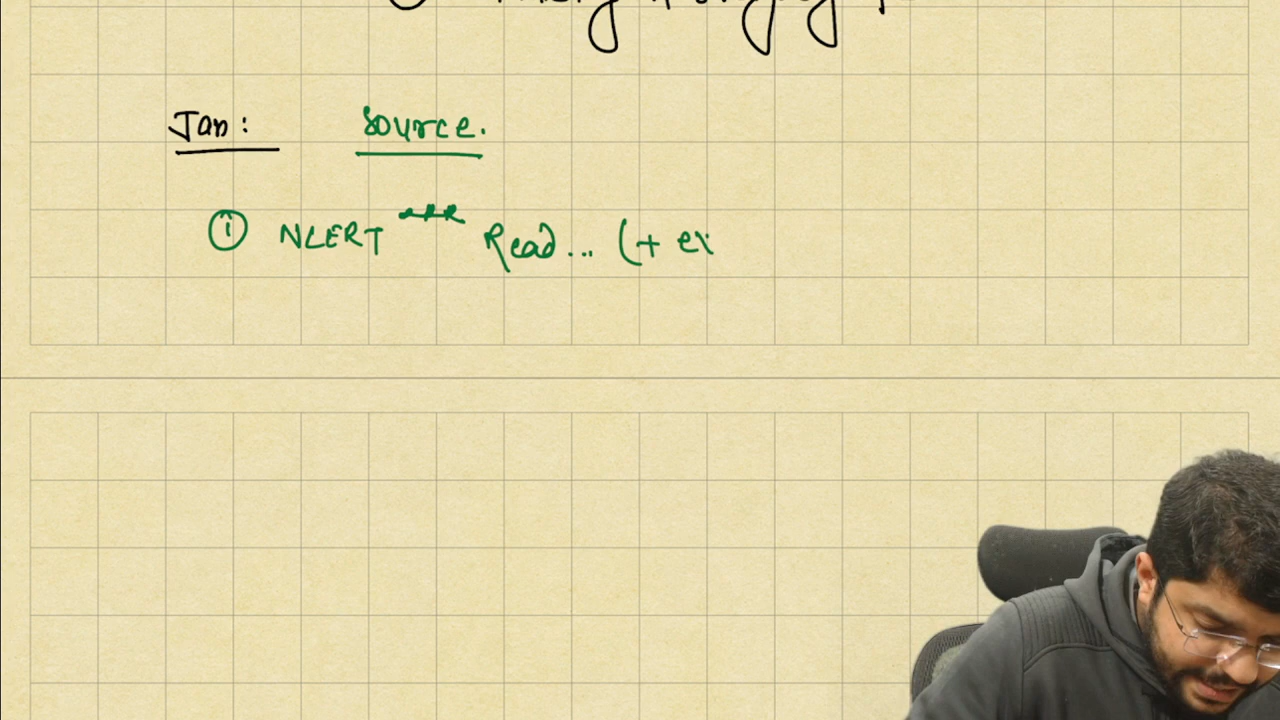 Jan: Source.
① NCERT *** Read... (+ ex